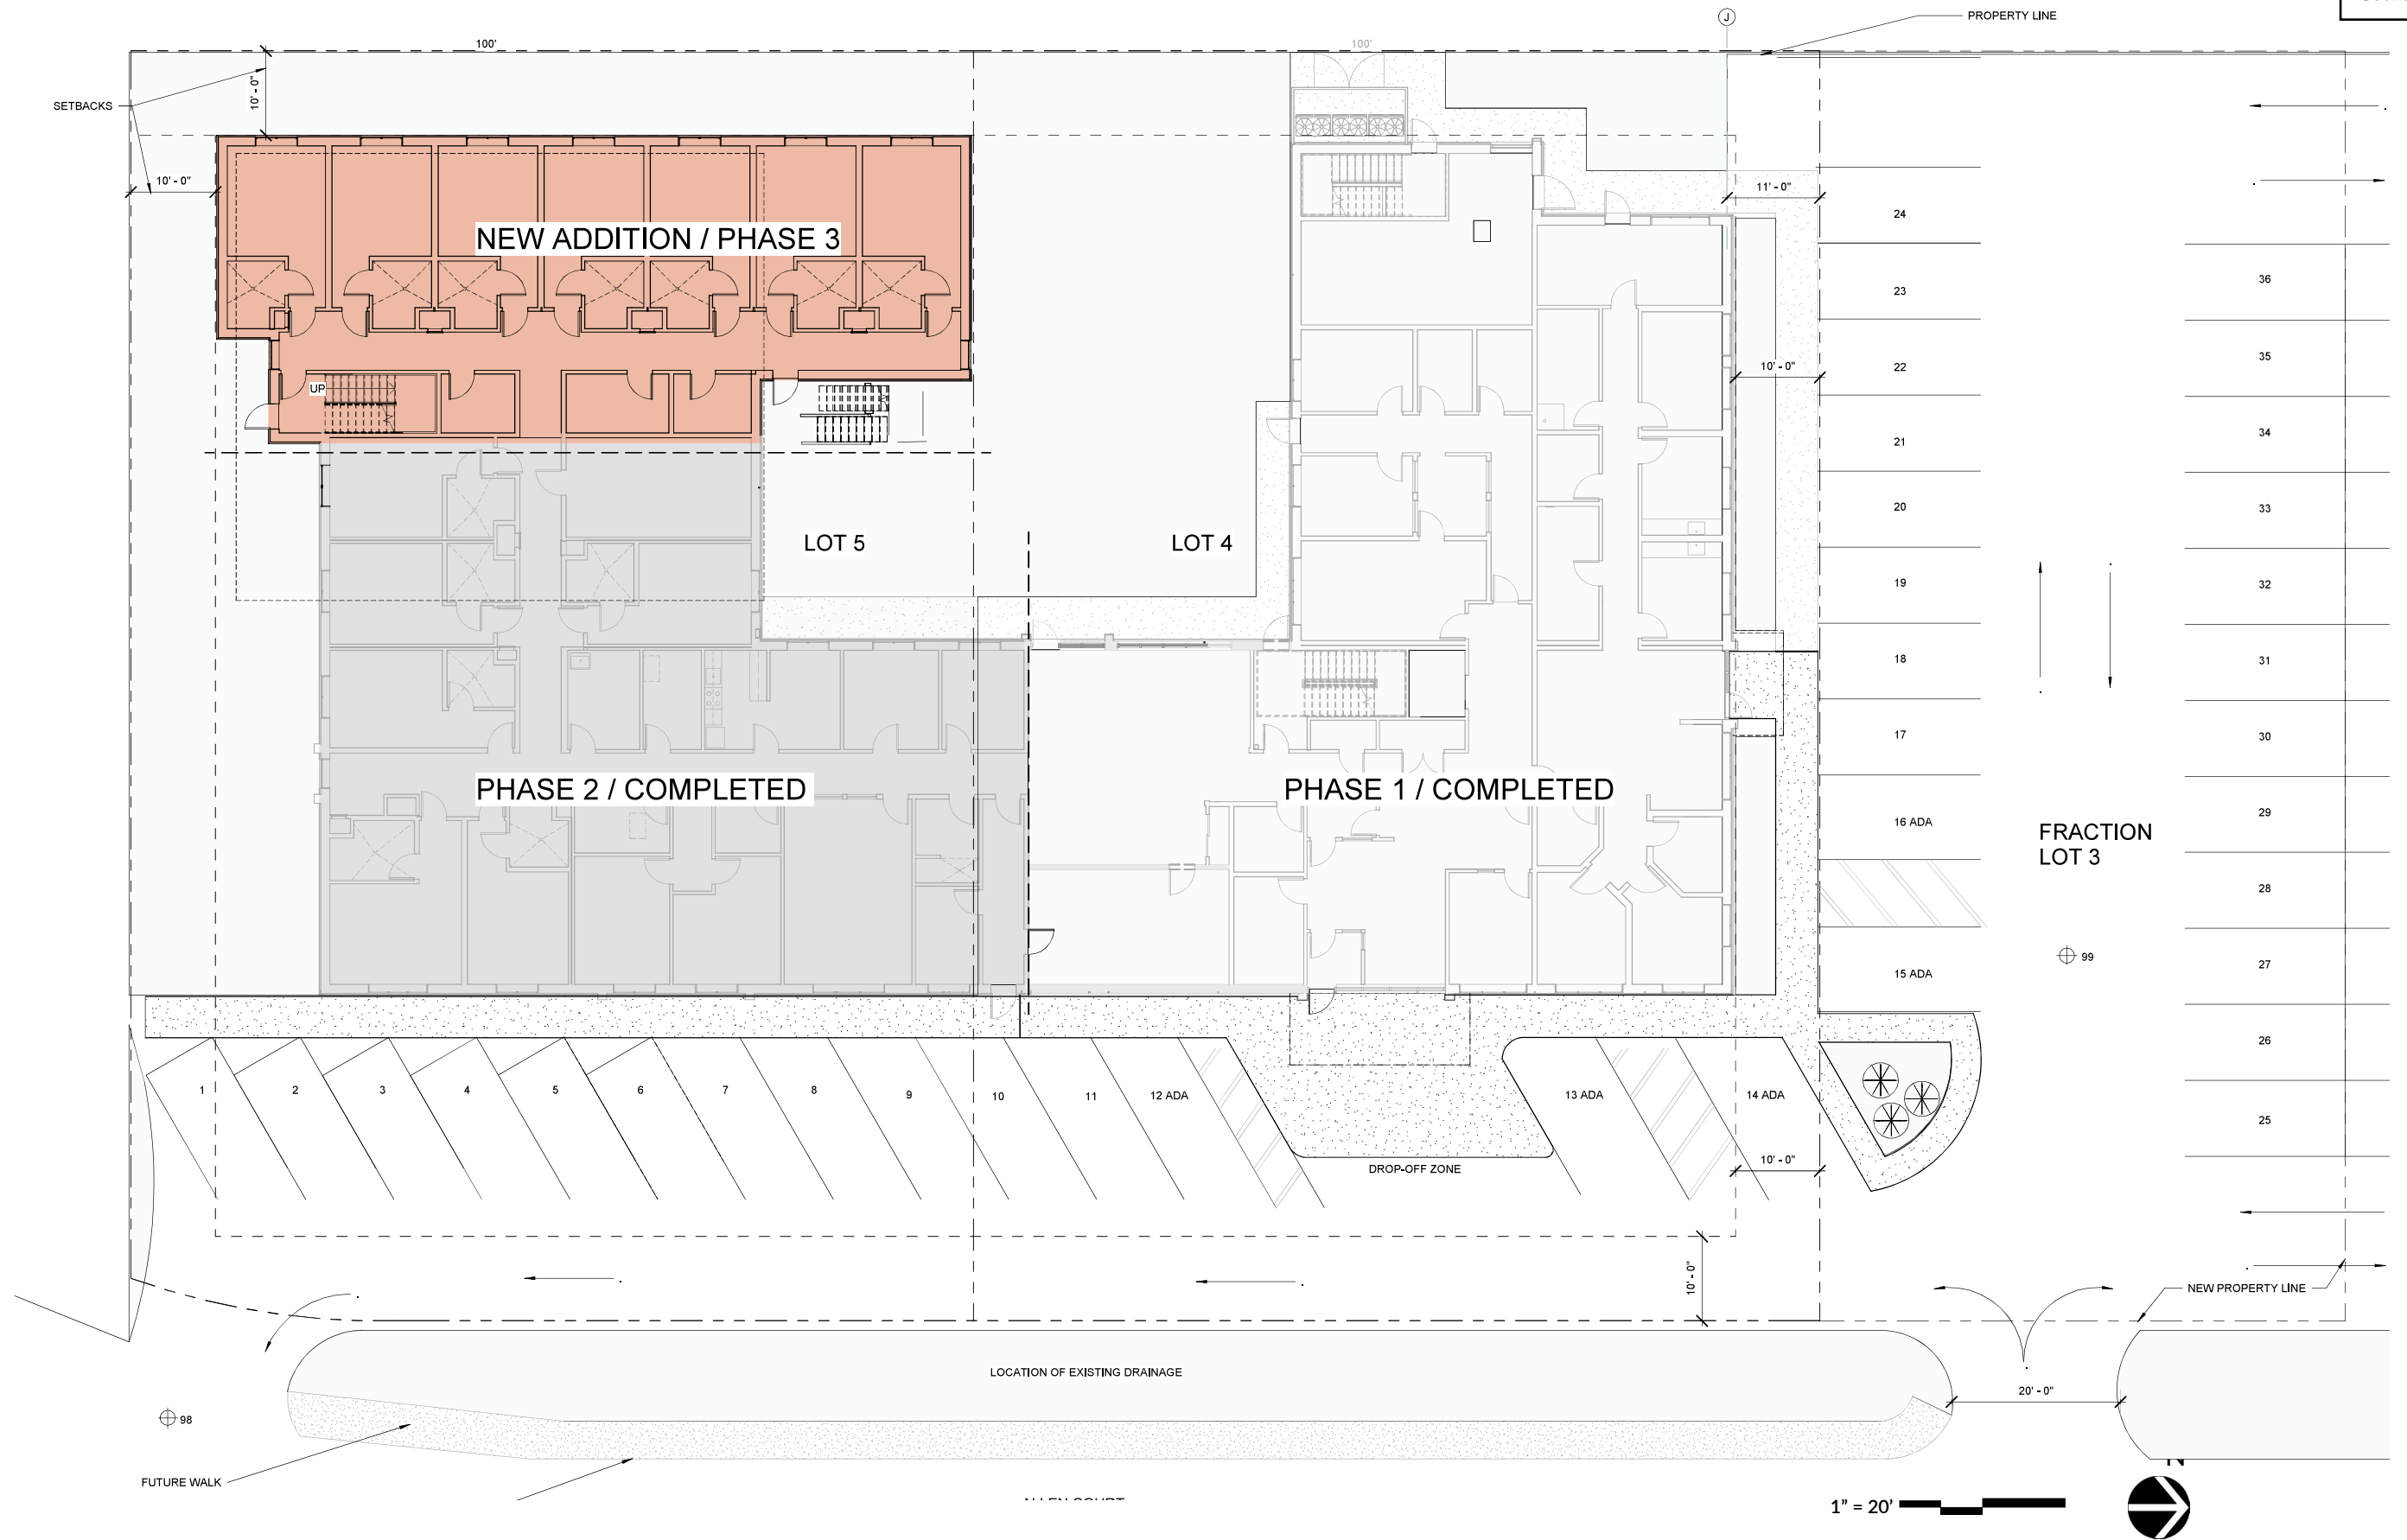 J
PROPERTY LINE
100'
100'
SETBACKS
10' - 0"
10' - 0"
11' - 0"
24
NEW ADDITION / PHASE 3
23
36
10' - 0"
22
35
UP
21
34
20
33
LOT 5
LOT 4
19
32
18
31
17
30
PHASE 2 / COMPLETED
PHASE 1 / COMPLETED
16 ADA
29
FRACTION
LOT 3
28
99
15 ADA
27
26
1
2
3
4
5
6
7
8
9
10
11
12 ADA
13 ADA
14 ADA
25
10' - 0"
DROP-OFF ZONE
10' - 0"
NEW PROPERTY LINE
LOCATION OF EXISTING DRAINAGE
20' - 0"
98
FUTURE WALK
N
1" = 20'